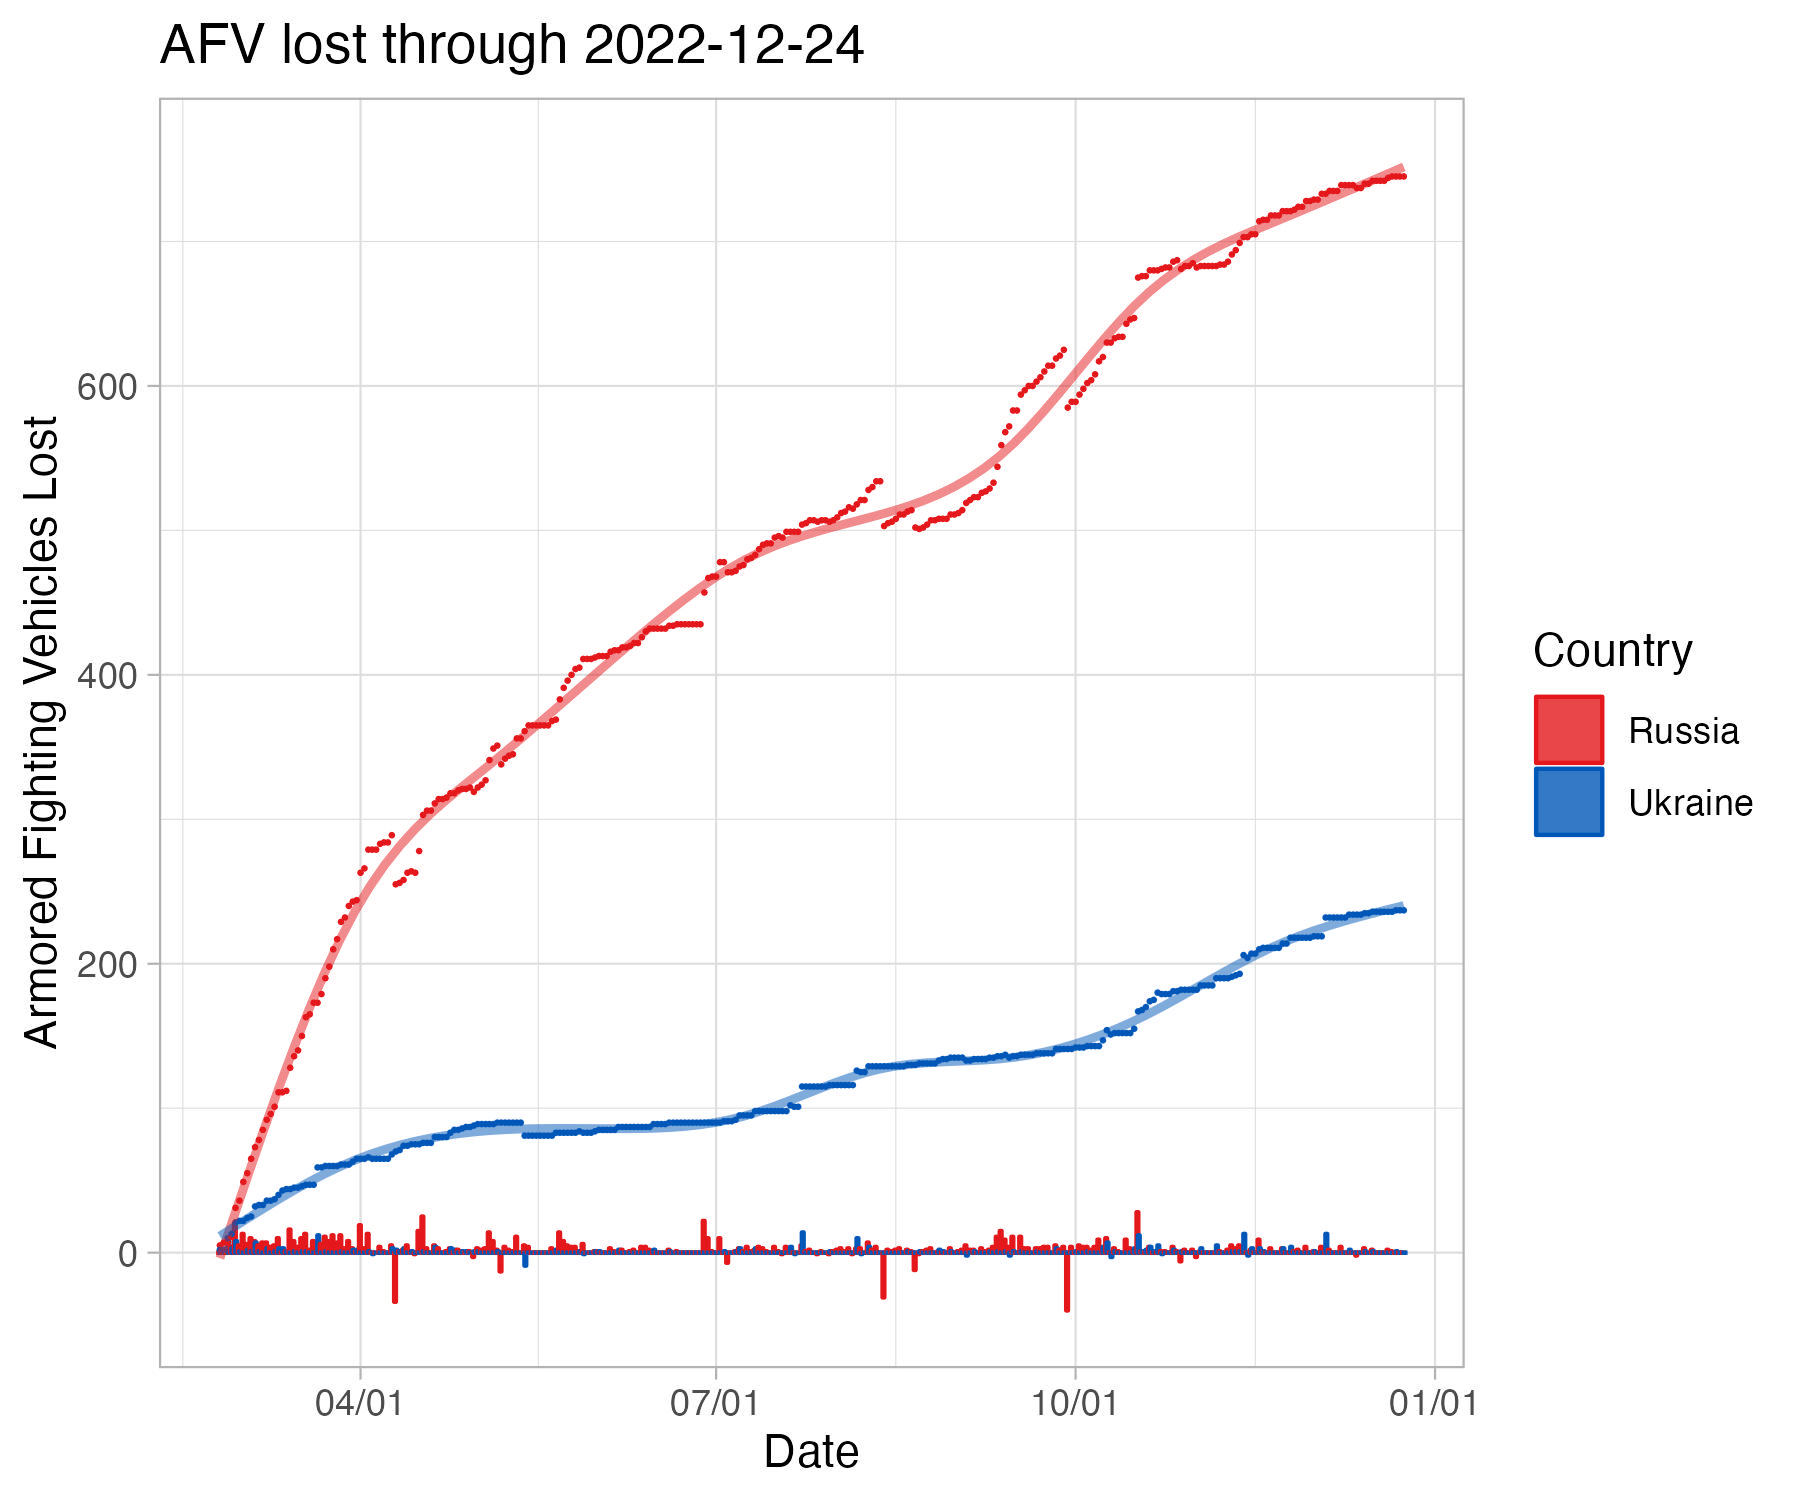 AFV lost through 2022-12-24
Armored Fighting Vehicles Lost
600
400
200
0
04/01
07/01
10/01
01/01
Date
Country
Russia
Ukraine